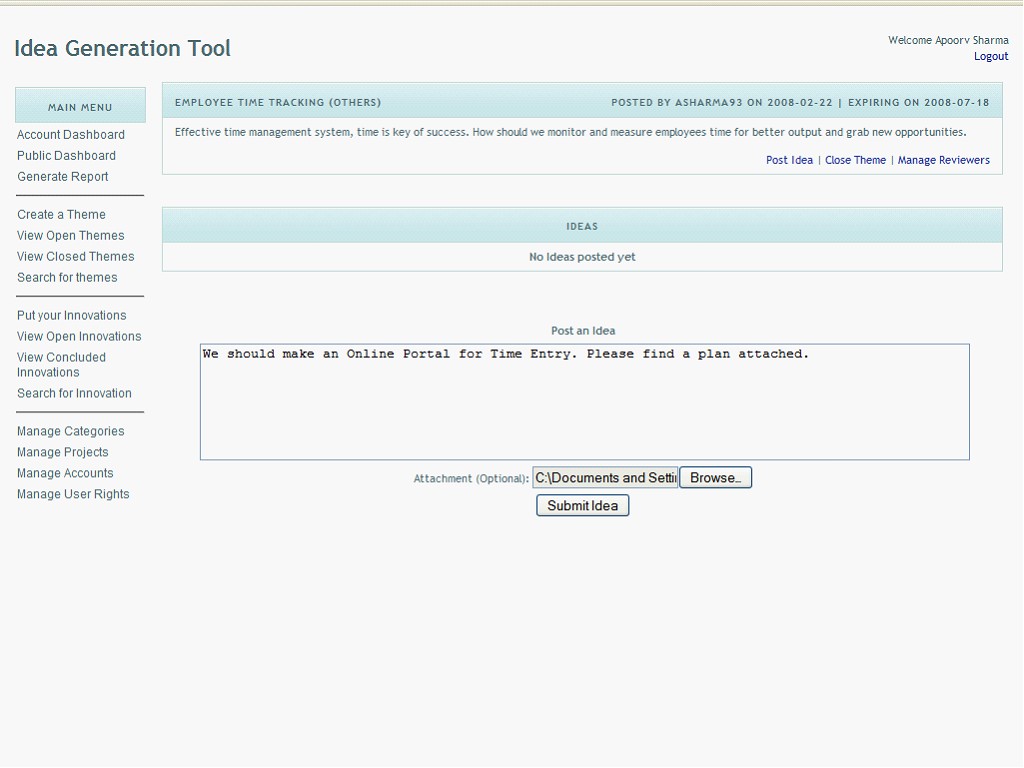 Idea Generation Tool
Welcome Apoorv Sharma
Logout
MAIN MENU
Account Dashboard
Public Dashboard
Generate Report
Create a Theme
View Open Themes
View Closed Themes
Search for themes
Put your Innovations
View Open Innovations
View Concluded
Innovations
Search for Innovation
Manage Categories
Manage Projects
Manage Accounts
Manage User Rights
EMPLOYEE TIME TRACKING (OTHERS) POSTED BY ASHARMA93 ON 2008-02-22 | EXPIRING ON 2008-07-18
Effective time management system, time is key of success. How should we monitor and measure employees time for better output and grab new opportunities.
Post Idea | Close Theme | Manage Reviewers
IDEAS
No Ideas posted yet
Post an Idea
We should make an Online Portal for Time Entry. Please find a plan attached.
Attachment (Optional): C:\Documents and Settin Browse...
Submit Idea